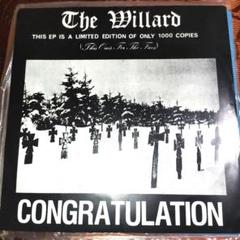 The Willard
THIS EP IS A LIMITED EDITION OF ONLY 1000 COPIES
(This One's For The Fans)
CONGRATULATION